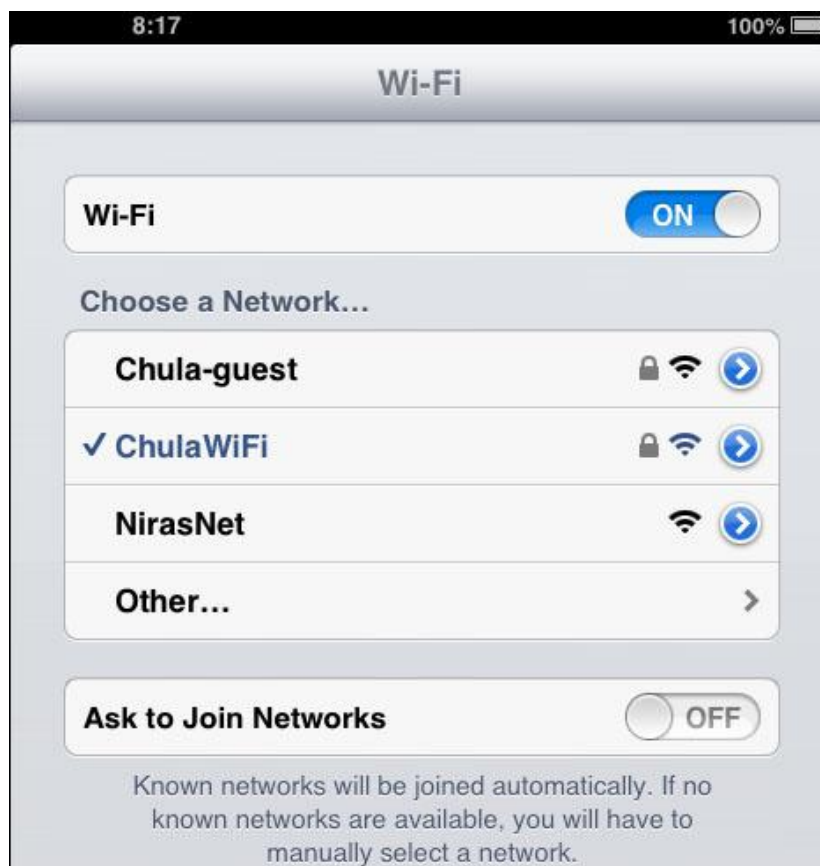 8:17
100%
Wi-Fi
Wi-Fi
ON
Choose a Network...
Chula-guest
ChulaWiFi
NirasNet
Other...
Ask to Join Networks
OFF
Known networks will be joined automatically. If no
known networks are available, you will have to
manually select a network.